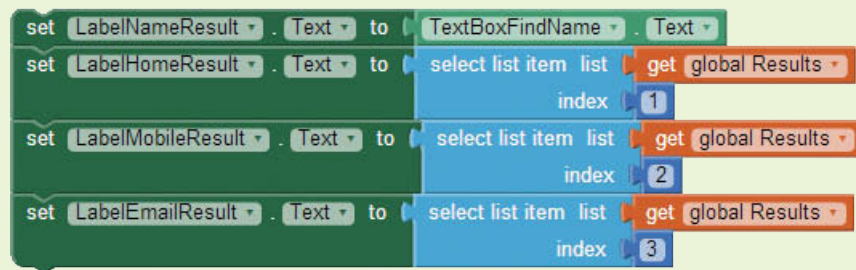 set LabelNameResult . Text to TextBoxFindName . Text
set LabelHomeResult . Text to select list item list get global Results
index 1
set LabelMobileResult . Text to select list item list get global Results
index 2
set LabelEmailResult . Text to select list item list get global Results
index 3